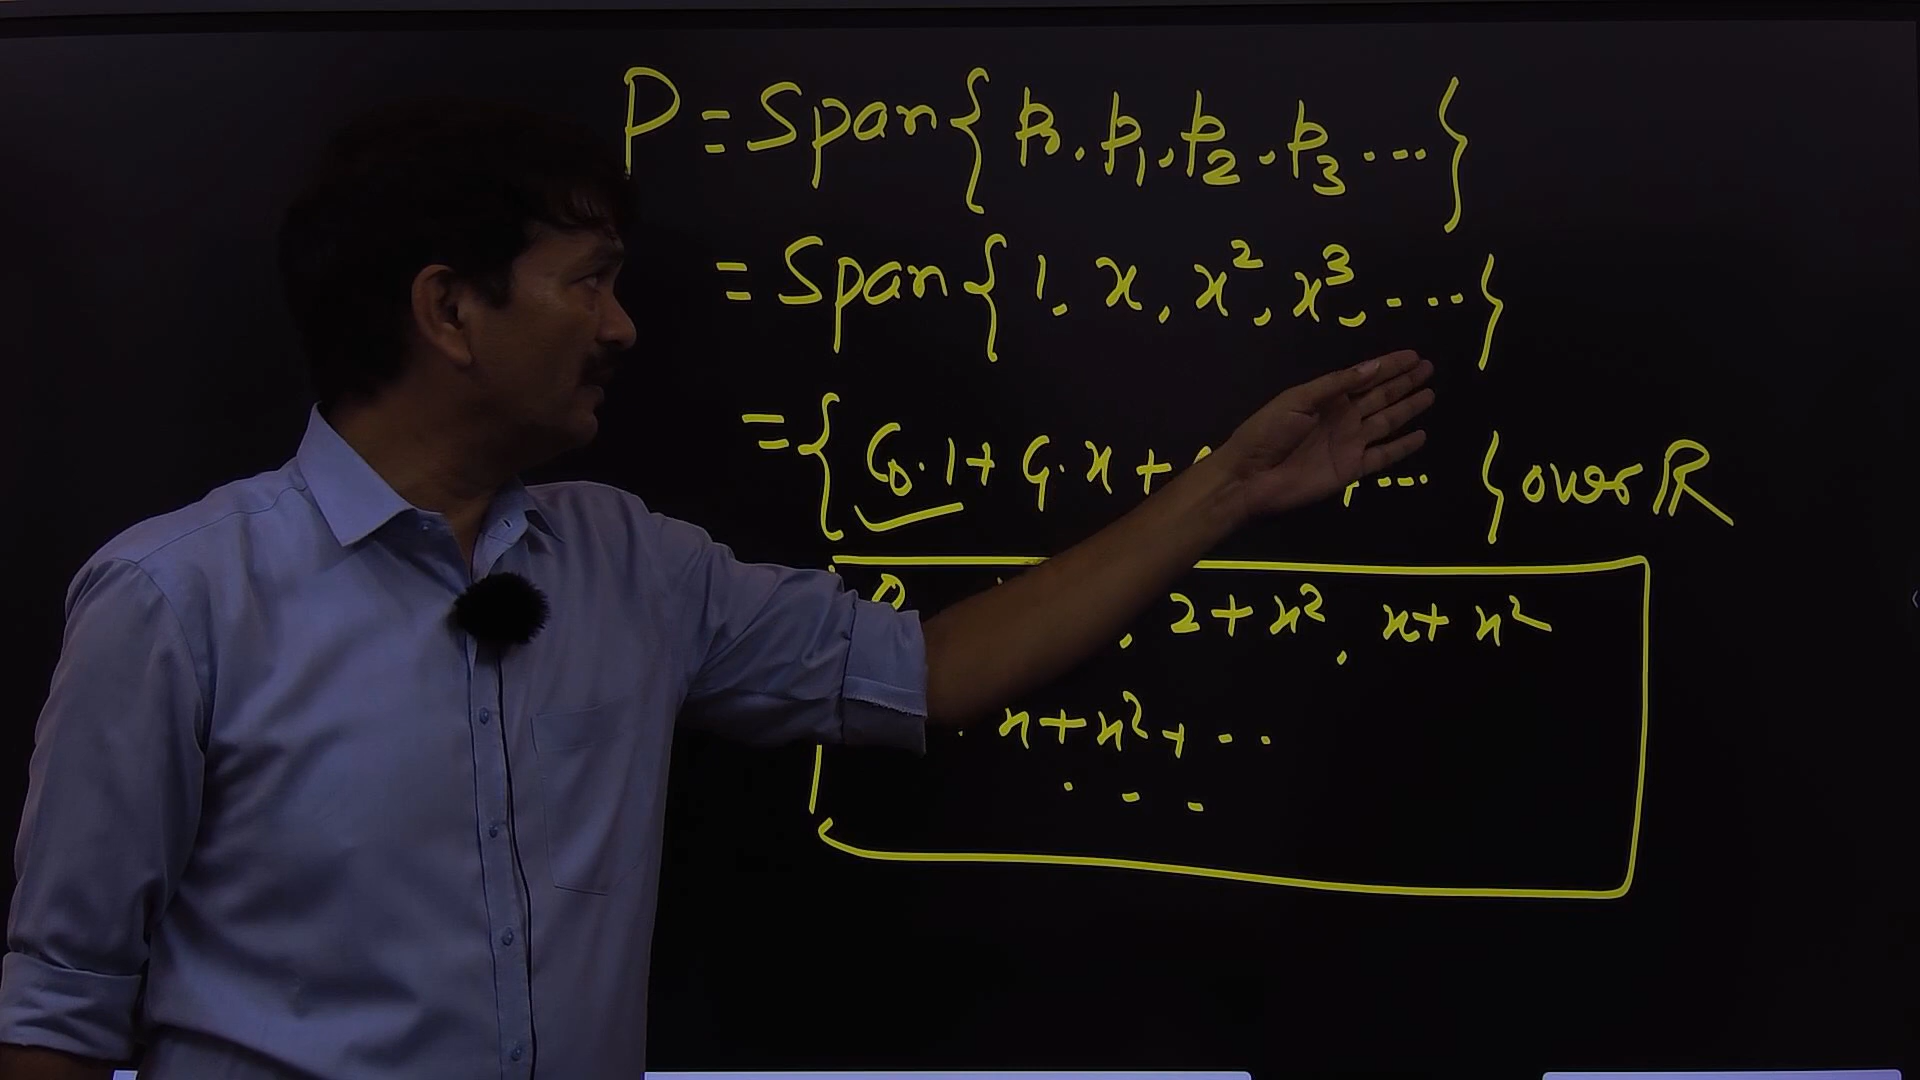 P = Span{ p₀, p₁, p₂, p₃ ... }
= Span{ 1, x, x², x³, .... }
= { C₀.1 + C₁.x + ... } over R
2 + x², x + x²
x + x² + ..
. . .